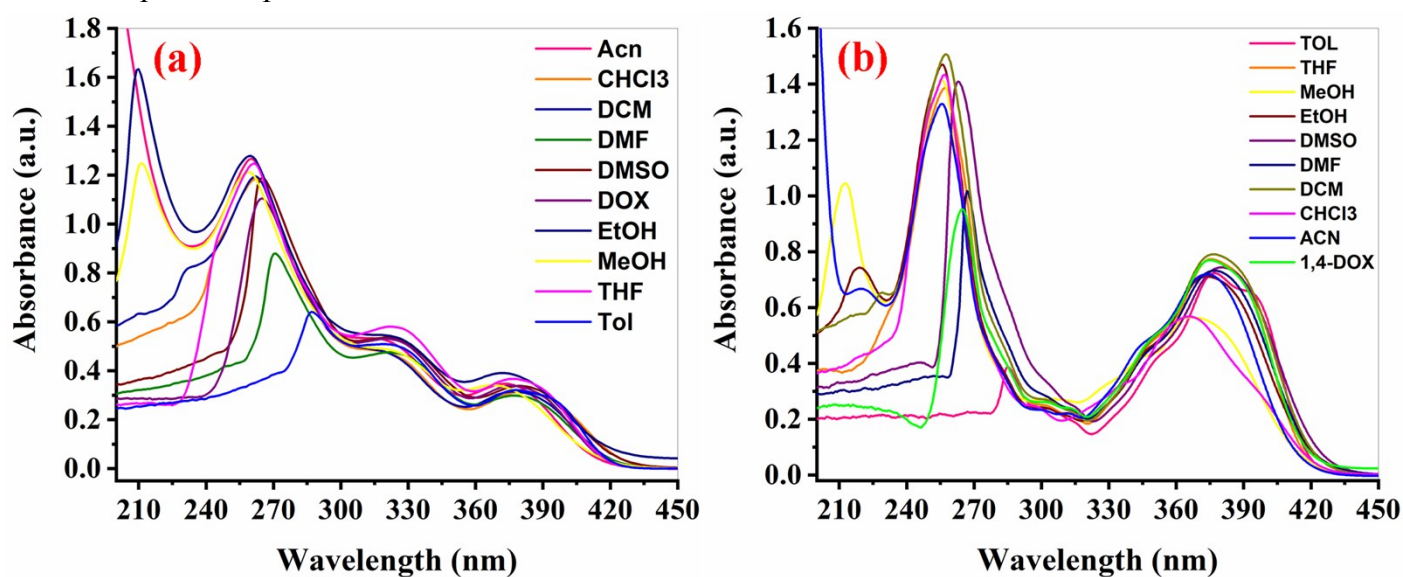 (a)
Absorbance (a.u.)
1.8
1.6
1.4
1.2
1.0
0.8
0.6
0.4
0.2
0.0
210 240 270 300 330 360 390 420 450
Wavelength (nm)
Acn
CHCl3
DCM
DMF
DMSO
DOX
EtOH
MeOH
THF
Tol
(b)
Absorbance (a.u.)
1.6
1.4
1.2
1.0
0.8
0.6
0.4
0.2
0.0
210 240 270 300 330 360 390 420 450
Wavelength (nm)
TOL
THF
MeOH
EtOH
DMSO
DMF
DCM
CHCl3
ACN
1,4-DOX